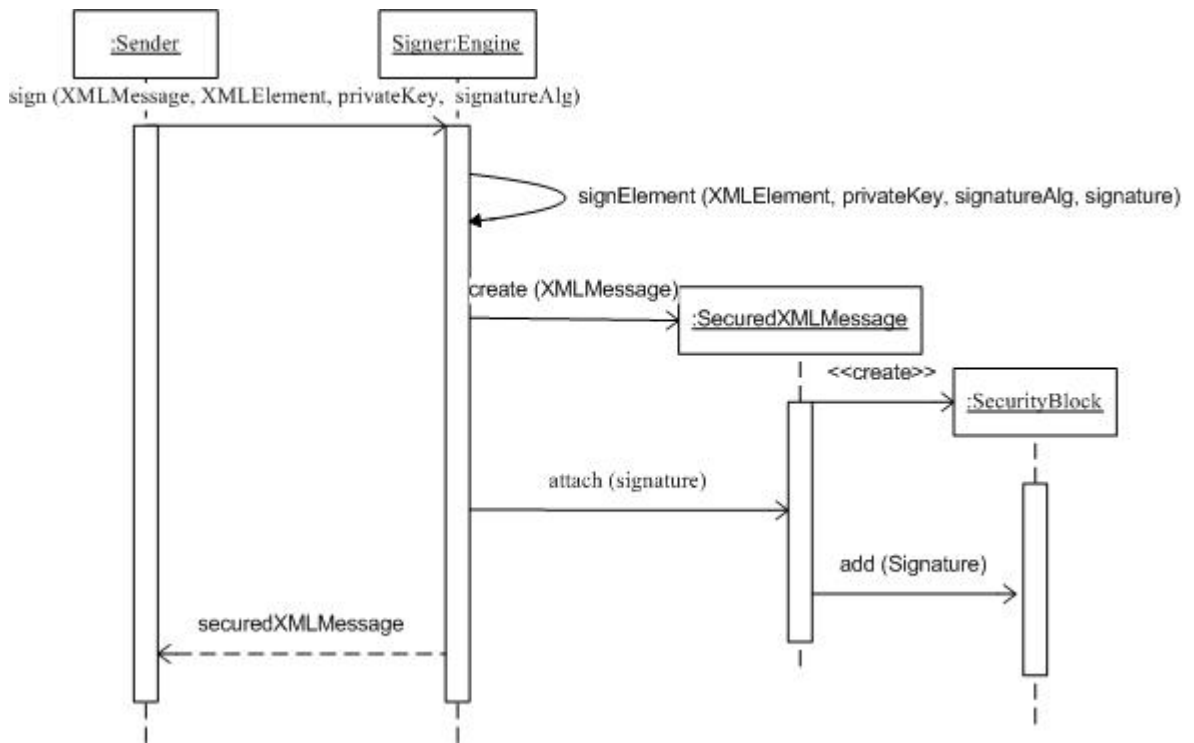 :Sender
Signer:Engine
sign (XMLMessage, XMLElement, privateKey, signatureAlg)
signElement (XMLElement, privateKey, signatureAlg, signature)
create (XMLMessage)
:SecuredXMLMessage
<<create>>
:SecurityBlock
attach (signature)
add (Signature)
securedXMLMessage